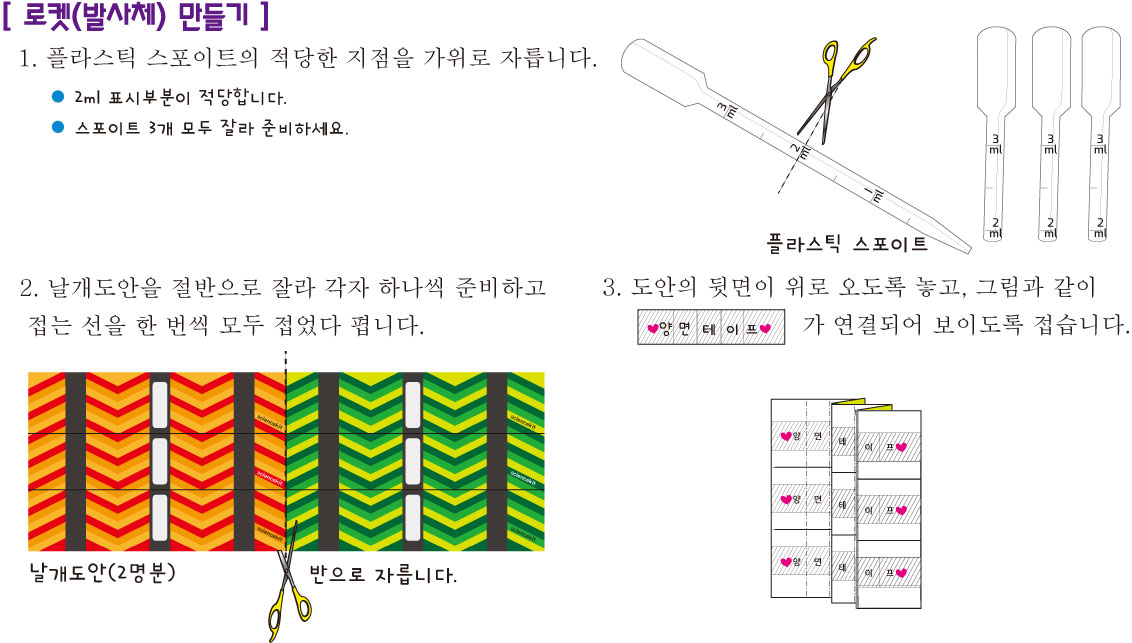 [ 로켓(발사체) 만들기 ]
1. 플라스틱 스포이트의 적당한 지점을 가위로 자릅니다.
2ml 표시부분이 적당합니다.
스포이트 3개 모두 잘라 준비하세요.
3 ml
2 ml
1 ml
플라스틱 스포이트
3 ml
2 ml
3 ml
2 ml
3 ml
2 ml
2. 날개도안을 절반으로 잘라 각자 하나씩 준비하고
접는 선을 한 번씩 모두 접었다 폅니다.
sciencekit
sciencekit
sciencekit
sciencekit
sciencekit
sciencekit
날개도안(2명분)
반으로 자릅니다.
3. 도안의 뒷면이 위로 오도록 놓고, 그림과 같이
양면테이프 가 연결되어 보이도록 접습니다.
양 면 테 이 프
양 면 테 이 프
양 면 테 이 프